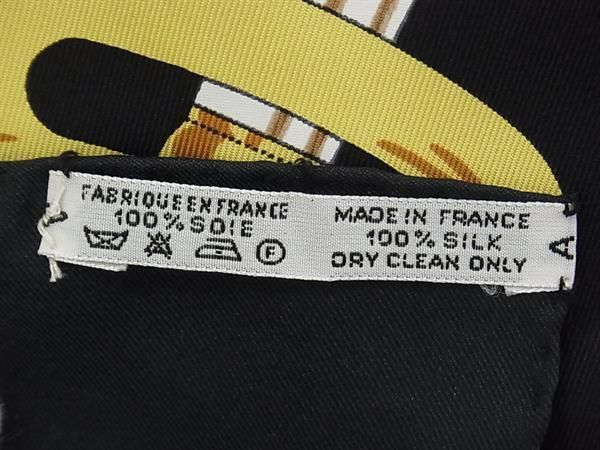 FABRIQUE EN FRANCE
100% SOIE
F
MADE IN FRANCE
100% SILK
DRY CLEAN ONLY
A